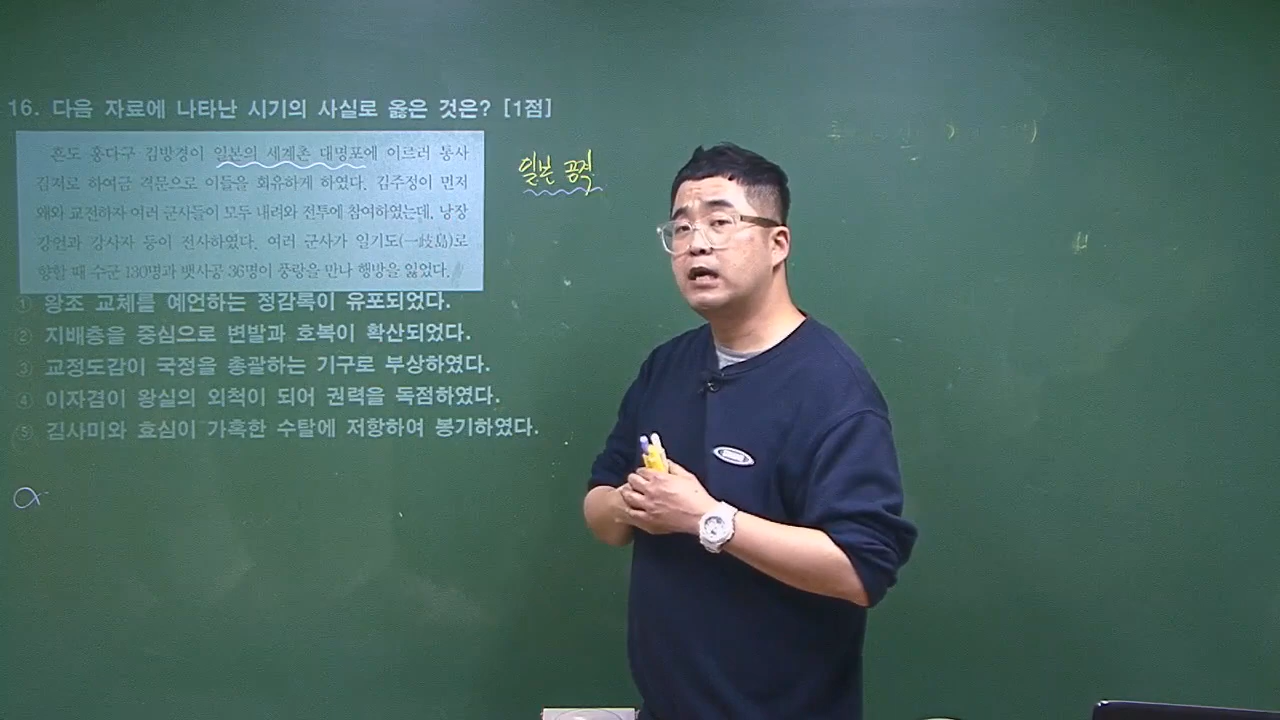 16. 다음 자료에 나타난 시기의 사실로 옳은 것은? [1점]
흔도 홍다구 김방경이 일본의 세계촌 대명포에 이르러 통사
김저로 하여금 격문으로 이들을 회유하게 하였다. 김주정이 먼저
왜와 교전하자 여러 군사들이 모두 내려와 전투에 참여하였는데, 낭장
강언과 강사자 등이 전사하였다. 여러 군사가 일기도(一歧島)로
향할 때 수군 130명과 뱃사공 36명이 풍랑을 만나 행방을 잃었다.
일본 공격
① 왕조 교체를 예언하는 정감록이 유포되었다.
② 지배층을 중심으로 변발과 호복이 확산되었다.
③ 교정도감이 국정을 총괄하는 기구로 부상하였다.
④ 이자겸이 왕실의 외척이 되어 권력을 독점하였다.
⑤ 김사미와 효심이 가혹한 수탈에 저항하여 봉기하였다.